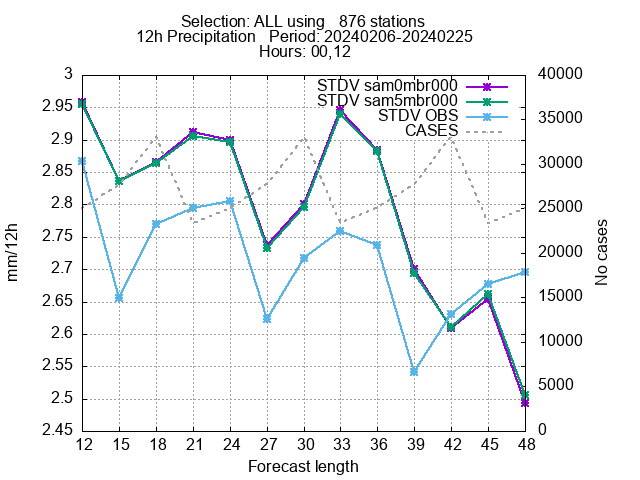 Selection: ALL using   876 stations
12h Precipitation   Period: 20240206-20240225
Hours: 00,12
STDV sam0mbr000
STDV sam5mbr000
STDV OBS
CASES
mm/12h
3
2.95
2.9
2.85
2.8
2.75
2.7
2.65
2.6
2.55
2.5
2.45
No cases
40000
35000
30000
25000
20000
15000
10000
5000
0
12 15 18 21 24 27 30 33 36 39 42 45 48
Forecast length